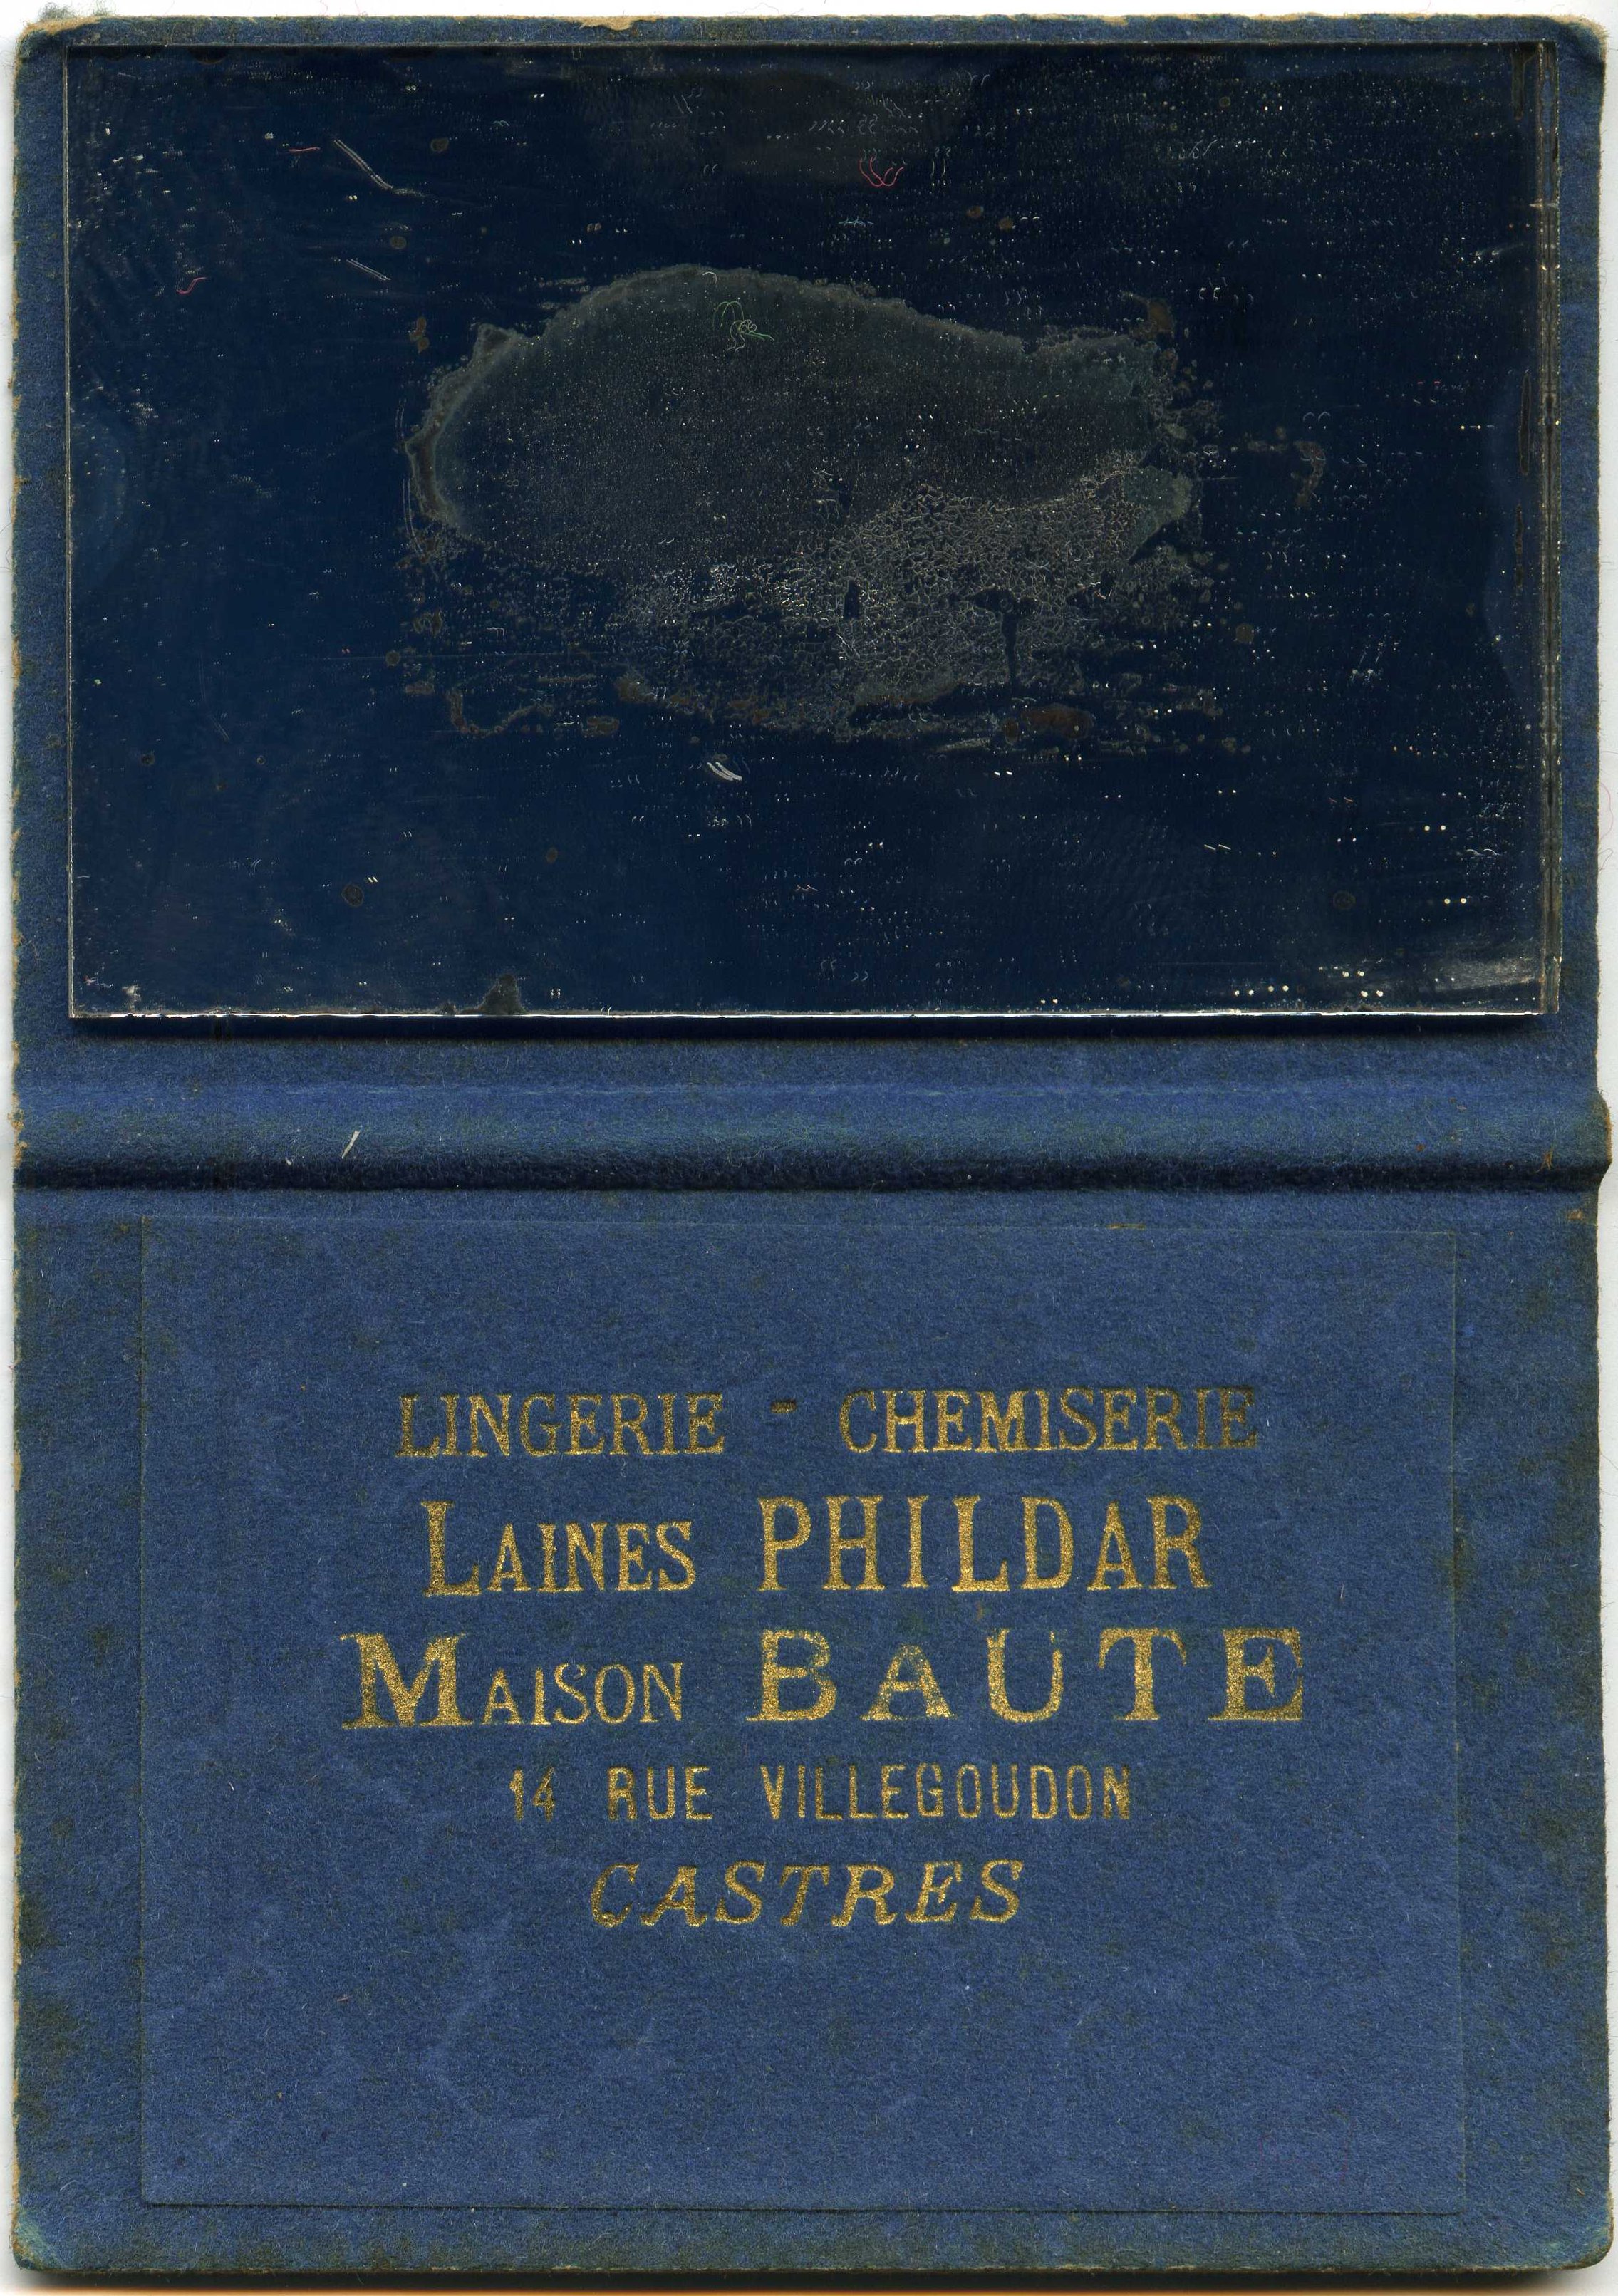 LINGERIE - CHEMISERIE
LAINES PHILDAR
MAISON BAUTE
14 RUE VILLEGOUDON
CASTRES